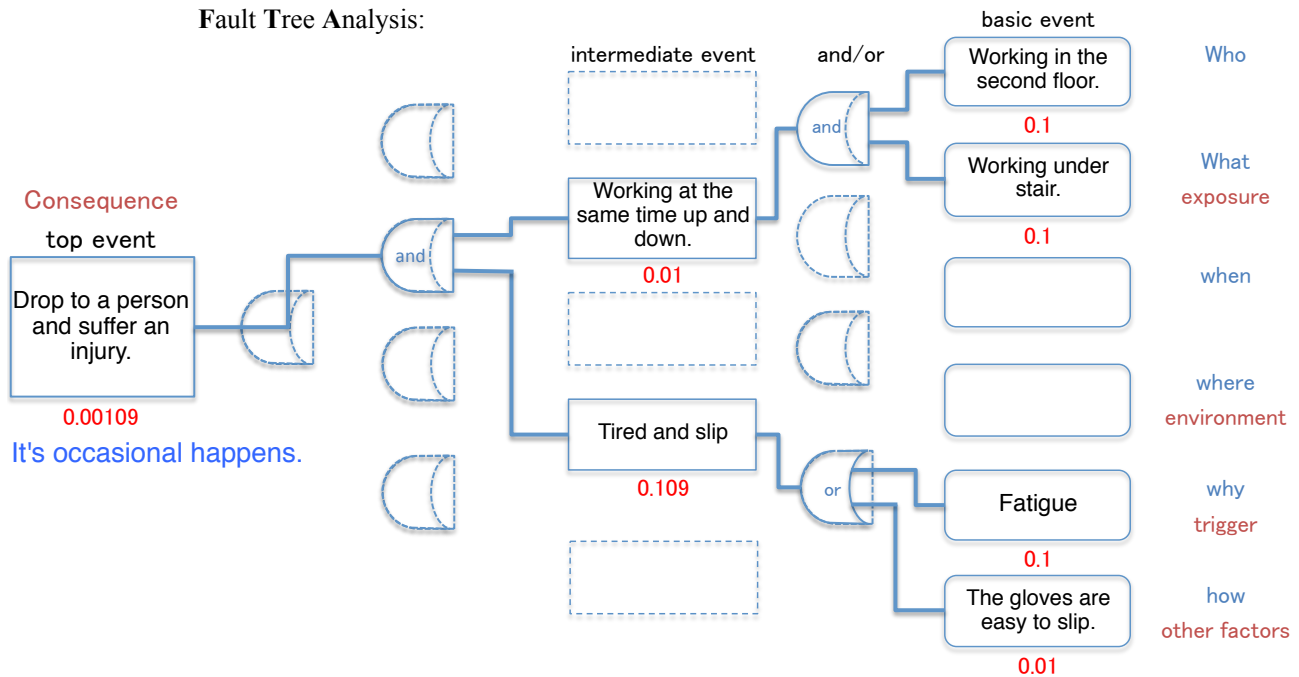 Fault Tree Analysis:
basic event
intermediate event
and/or
Working in the
second floor.
Who
and
0.1
Working under
stair.
What
exposure
0.1
Consequence
top event
Working at the
same time up and
down.
and
0.01
when
Drop to a person
and suffer an
injury.
where
environment
0.00109
It's occasional happens.
Tired and slip
0.109
or
Fatigue
why
trigger
0.1
The gloves are
easy to slip.
how
other factors
0.01